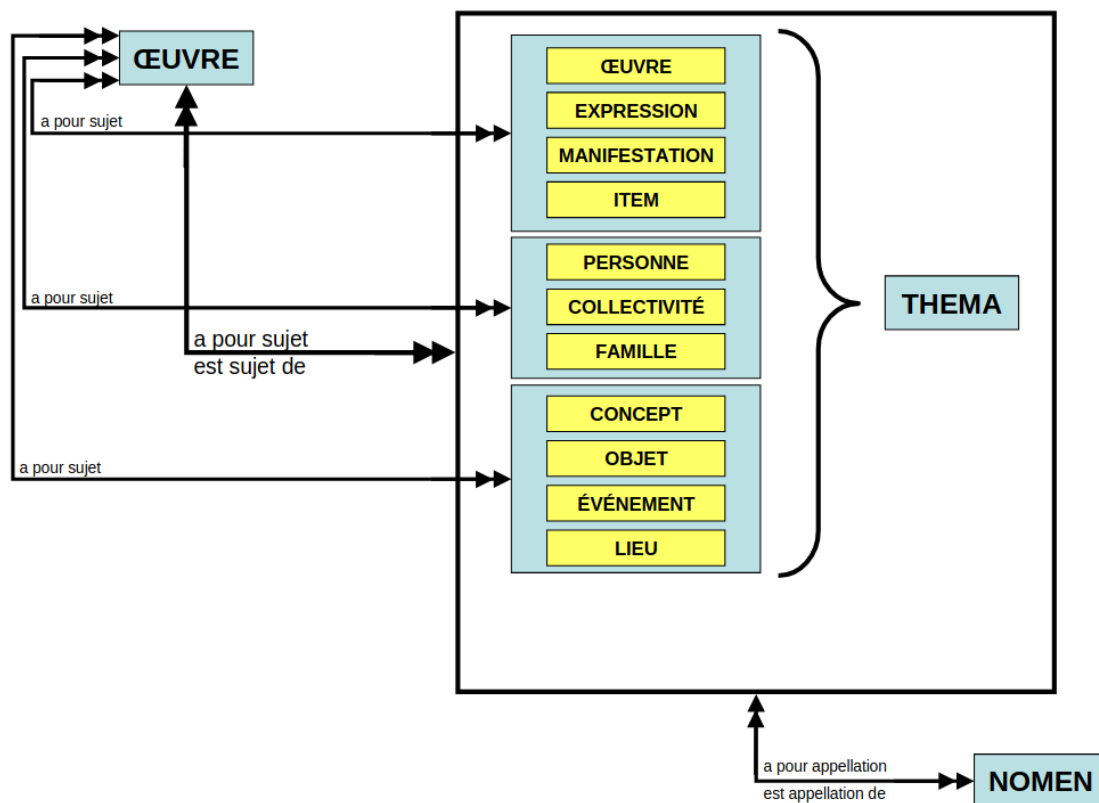 ŒUVRE
a pour sujet
a pour sujet
a pour sujet
est sujet de
a pour sujet
ŒUVRE
EXPRESSION
MANIFESTATION
ITEM
PERSONNE
COLLECTIVITÉ
FAMILLE
CONCEPT
OBJET
ÉVÉNEMENT
LIEU
THEMA
a pour appellation
est appellation de
NOMEN